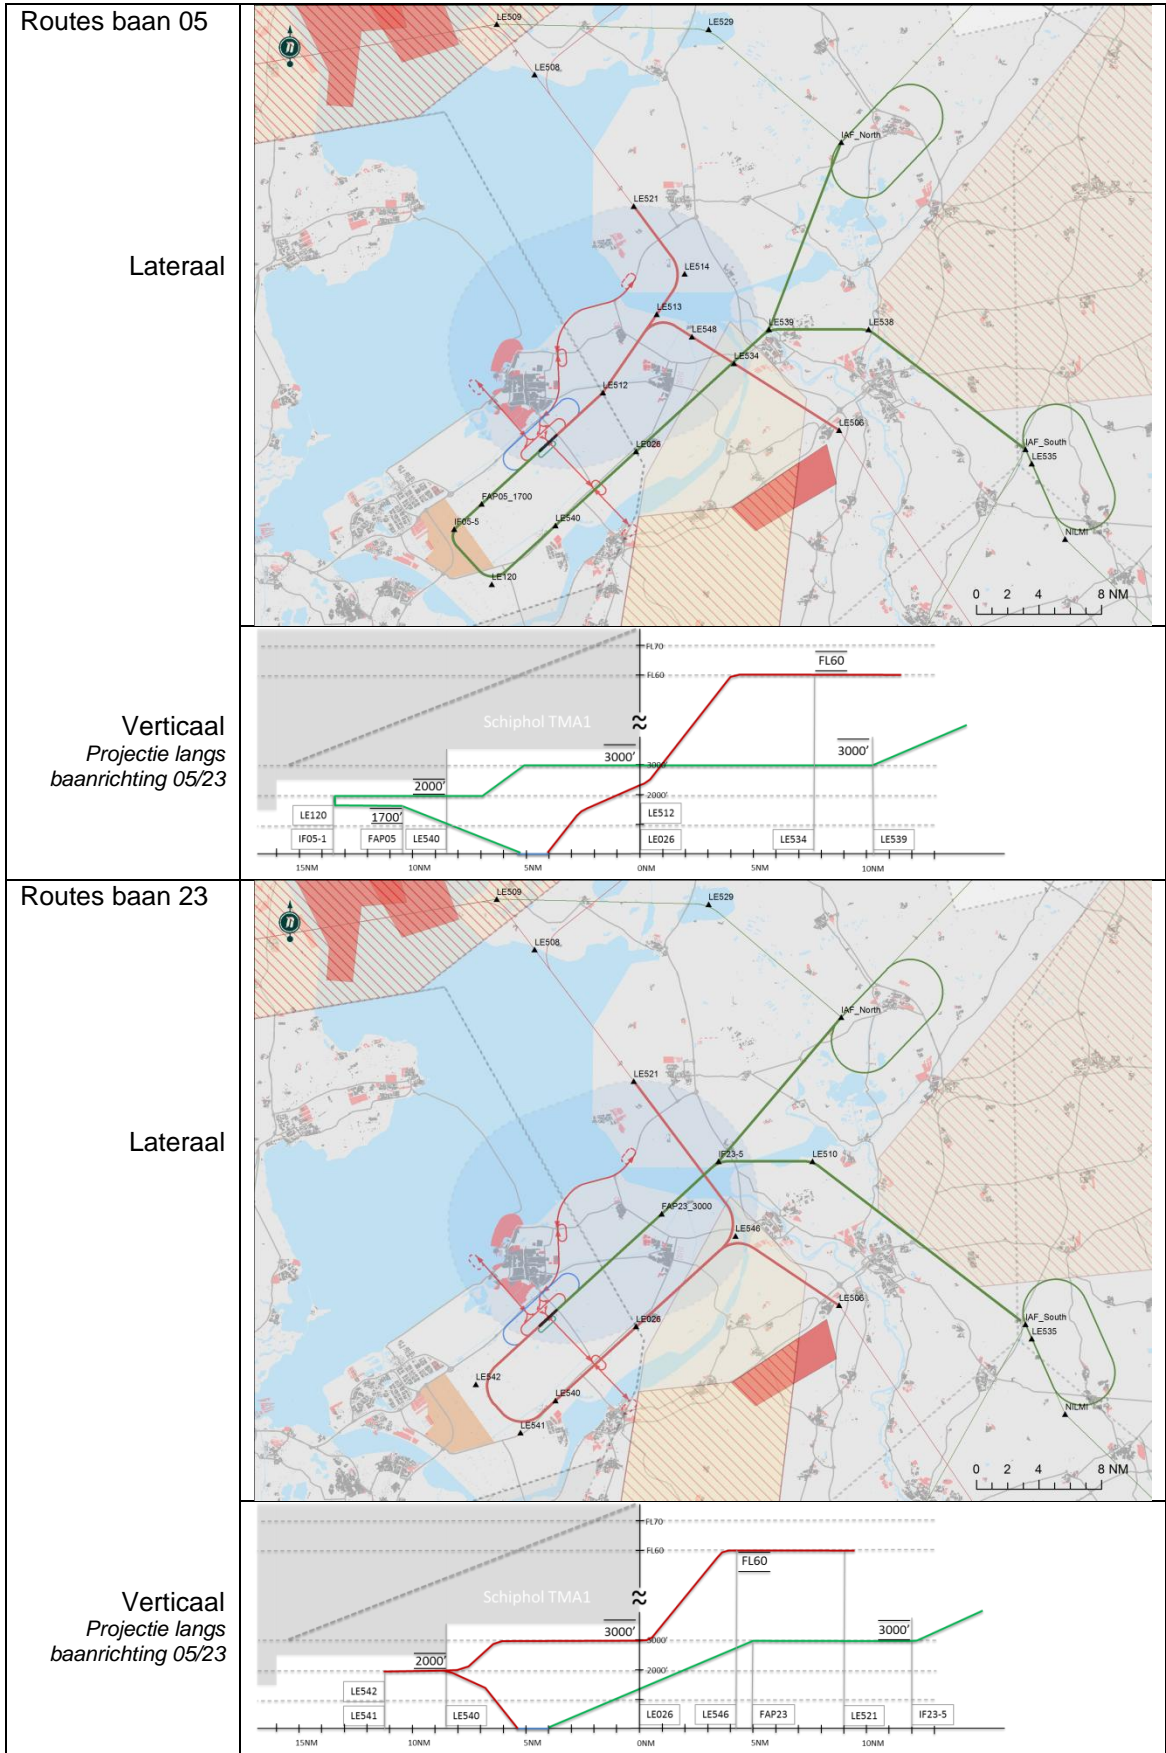 Routes baan 05
Lateraal
n
LE509
LE529
LE508
IAF_North
LE521
LE514
LE513
LE548
LE539
LE538
LE534
LE512
LE506
LE026
IAF_South
LE535
FAP05_1700
IF05-5
LE540
NILMI
LE120
0 2 4 8 NM
Verticaal
Projectie langs
baanrichting 05/23
FL70
FL60
FL60
Schiphol TMA1
≈
3000'
3000'
3000'
2000'
2000'
1700'
LE120
LE512
IF05-1
FAP05
LE540
LE026
LE534
LE539
15NM
10NM
5NM
0NM
5NM
10NM
Routes baan 23
Lateraal
n
LE509
LE529
LE508
IAF_North
LE521
IF23-5
LE510
FAP23_3000
LE546
LE506
LE026
IAF_South
LE535
LE542
LE540
NILMI
LE541
0 2 4 8 NM
Verticaal
Projectie langs
baanrichting 05/23
FL70
FL60
FL60
Schiphol TMA1
≈
3000'
3000'
3000'
2000'
2000'
LE542
LE541
LE540
LE026
LE546
FAP23
LE521
IF23-5
15NM
10NM
5NM
0NM
5NM
10NM